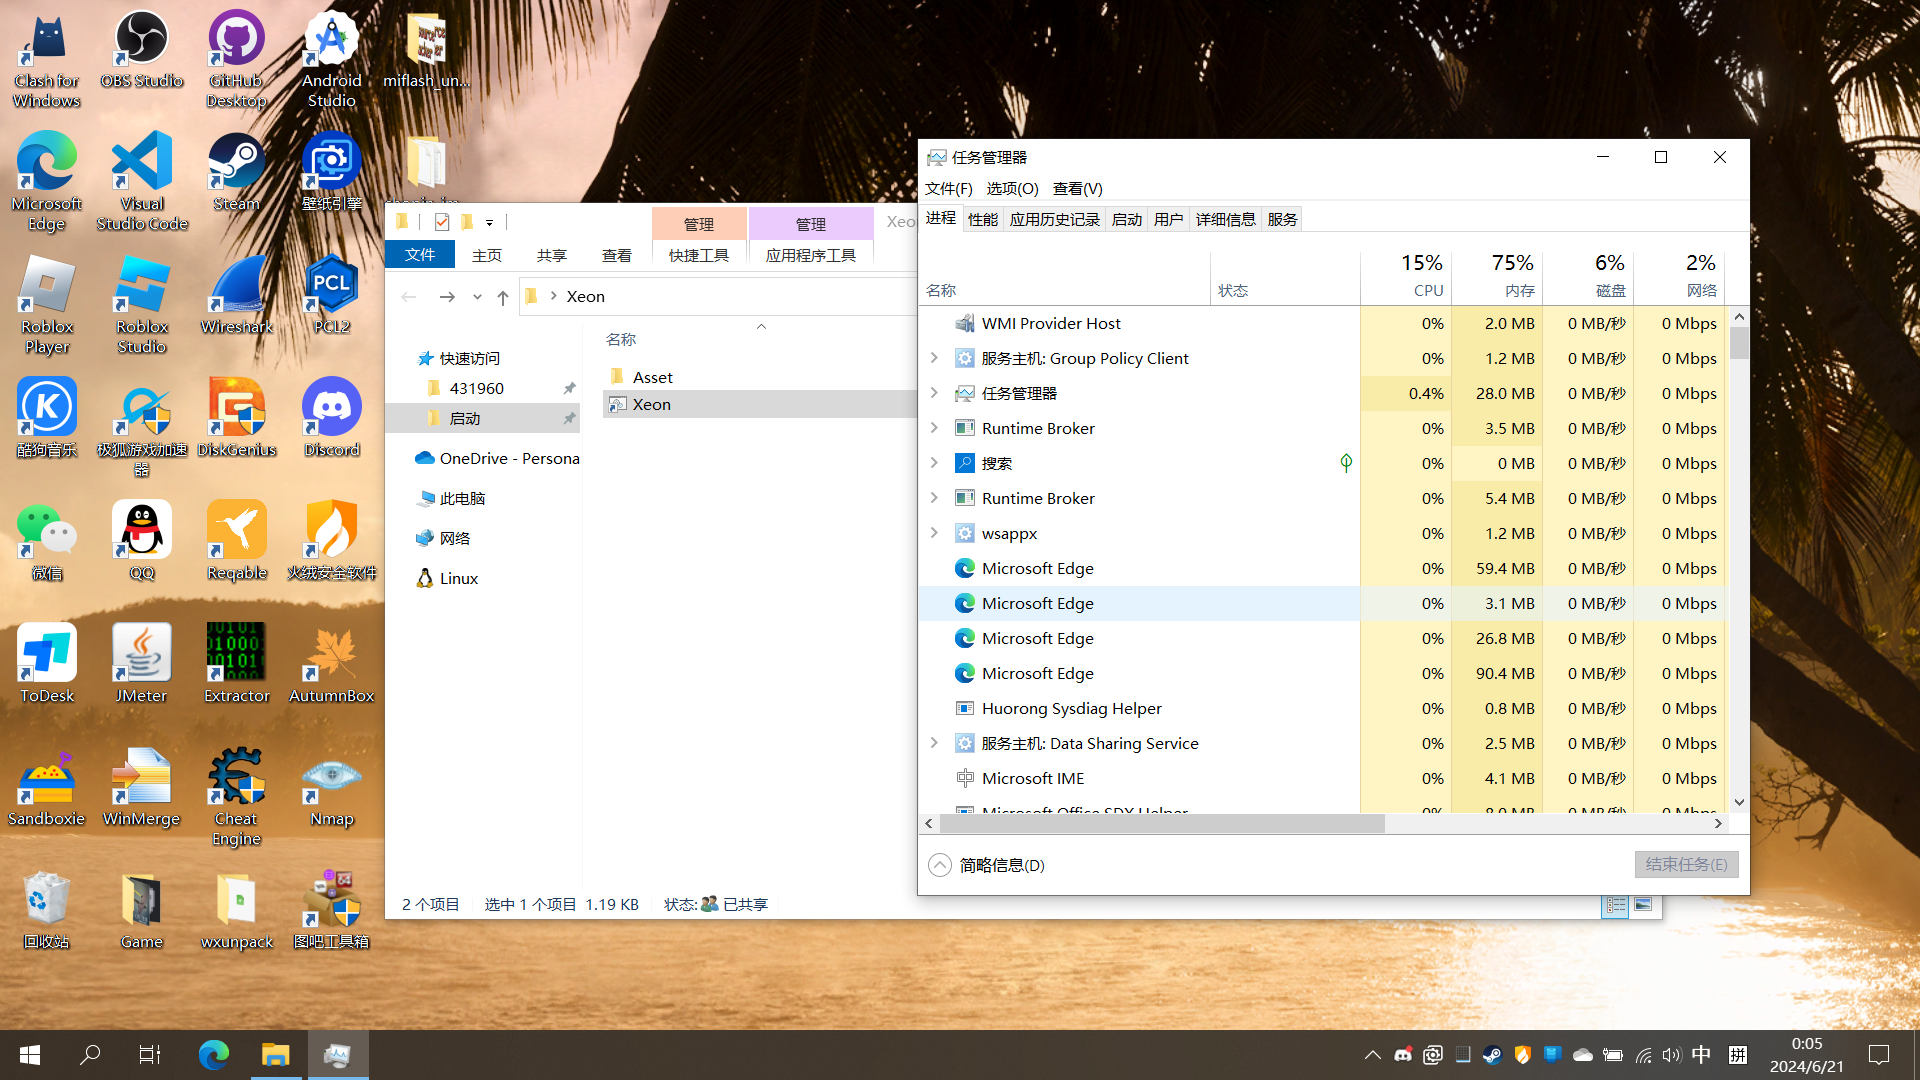 Clash for
Windows
OBS Studio
GitHub
Desktop
Android
Studio
miflash_un...
Microsoft
Edge
Visual
Studio Code
Steam
壁纸引擎
Roblox
Player
Roblox
Studio
Wireshark
PCL
PCL2
酷狗音乐
极狐游戏加速
器
DiskGenius
Discord
微信
QQ
Reqable
火绒安全软件
ToDesk
JMeter
Extractor
AutumnBox
Sandboxie
WinMerge
Cheat
Engine
Nmap
回收站
Game
wxunpack
图吧工具箱
管理
管理
Xeo
文件
主页
共享
查看
快捷工具
应用程序工具
Xeon
快速访问
431960
启动
OneDrive - Persona
此电脑
网络
Linux
名称
Asset
Xeon
2 个项目
选中 1 个项目 1.19 KB
状态: 已共享
任务管理器
文件(F) 选项(O) 查看(V)
进程 性能 应用历史记录 启动 用户 详细信息 服务
15% 75% 6% 2%
名称 状态 CPU 内存 磁盘 网络
WMI Provider Host 0% 2.0 MB 0 MB/秒 0 Mbps
服务主机: Group Policy Client 0% 1.2 MB 0 MB/秒 0 Mbps
任务管理器 0.4% 28.0 MB 0 MB/秒 0 Mbps
Runtime Broker 0% 3.5 MB 0 MB/秒 0 Mbps
搜索 0% 0 MB 0 MB/秒 0 Mbps
Runtime Broker 0% 5.4 MB 0 MB/秒 0 Mbps
wsappx 0% 1.2 MB 0 MB/秒 0 Mbps
Microsoft Edge 0% 59.4 MB 0 MB/秒 0 Mbps
Microsoft Edge 0% 3.1 MB 0 MB/秒 0 Mbps
Microsoft Edge 0% 26.8 MB 0 MB/秒 0 Mbps
Microsoft Edge 0% 90.4 MB 0 MB/秒 0 Mbps
Huorong Sysdiag Helper 0% 0.8 MB 0 MB/秒 0 Mbps
服务主机: Data Sharing Service 0% 2.5 MB 0 MB/秒 0 Mbps
Microsoft IME 0% 4.1 MB 0 MB/秒 0 Mbps
Microsoft Office SDX Helper 0% 8.0 MB 0 MB/秒 0 Mbps
简略信息(D)
结束任务(E)
中
拼
0:05
2024/6/21